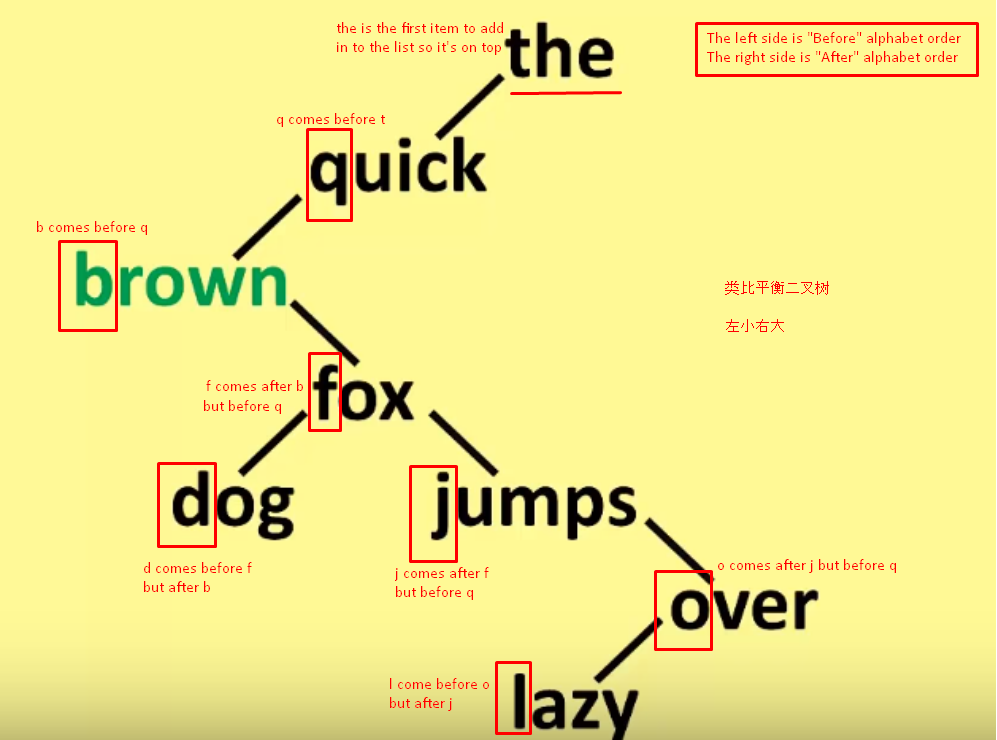 the is the first item to add
in to the list so it's on top
the
The left side is "Before" alphabet order
The right side is "After" alphabet order
q comes before t
quick
b comes before q
brown
类比平衡二叉树
左小右大
f comes after b
but before q
fox
dog
jumps
d comes before f
but after b
j comes after f
but before q
o comes after j but before q
over
l come before o
but after j
lazy